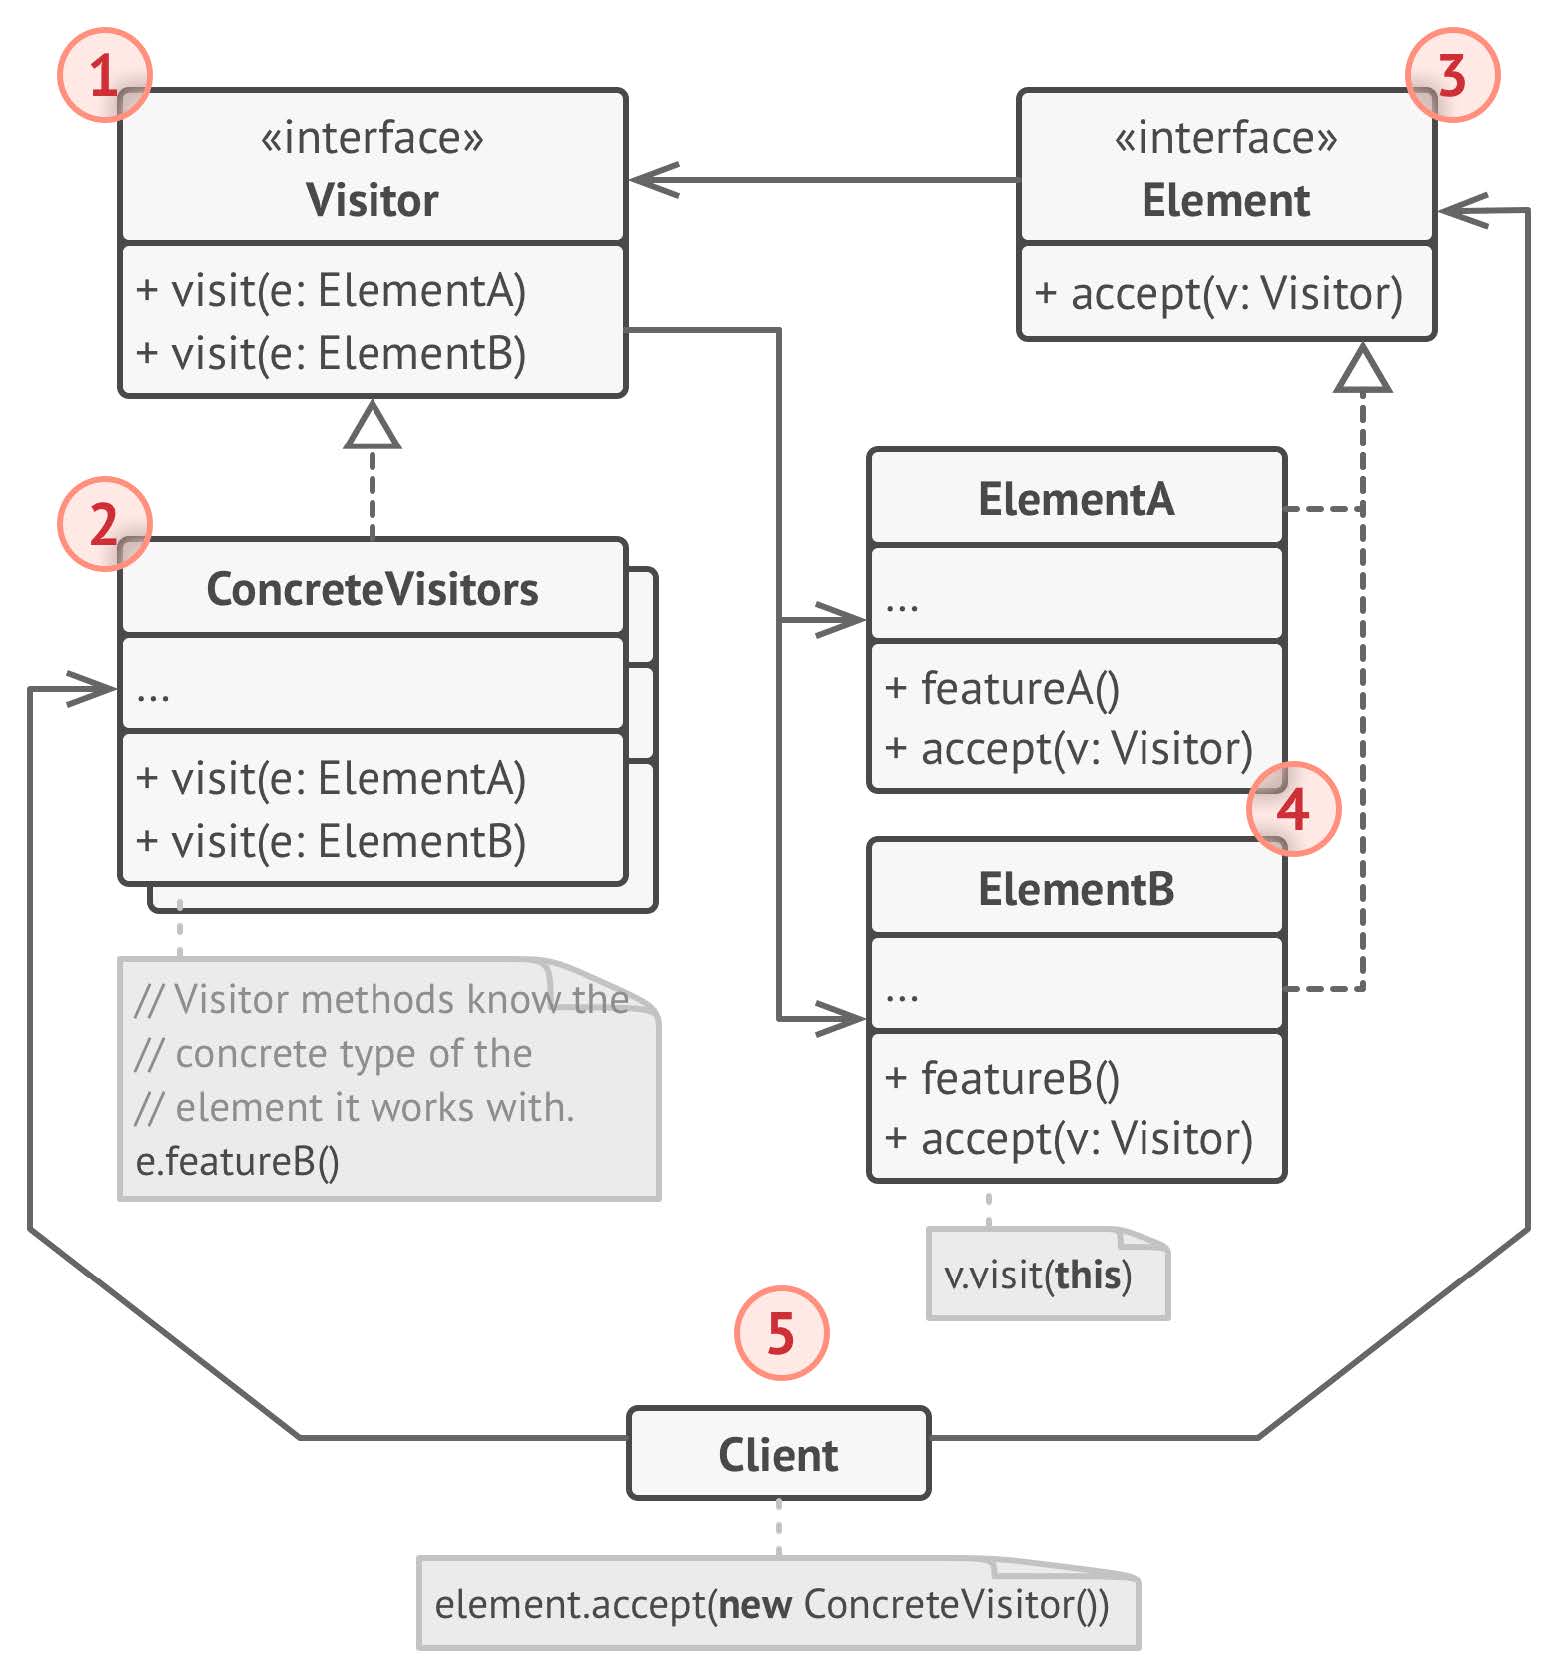 1
«interface»
Visitor
+ visit(e: ElementA)
+ visit(e: ElementB)
3
«interface»
Element
+ accept(v: Visitor)
2
ConcreteVisitors
...
+ visit(e: ElementA)
+ visit(e: ElementB)
// Visitor methods know the
// concrete type of the
// element it works with.
e.featureB()
ElementA
...
+ featureA()
+ accept(v: Visitor)
4
ElementB
...
+ featureB()
+ accept(v: Visitor)
v.visit(this)
5
Client
element.accept(new ConcreteVisitor())